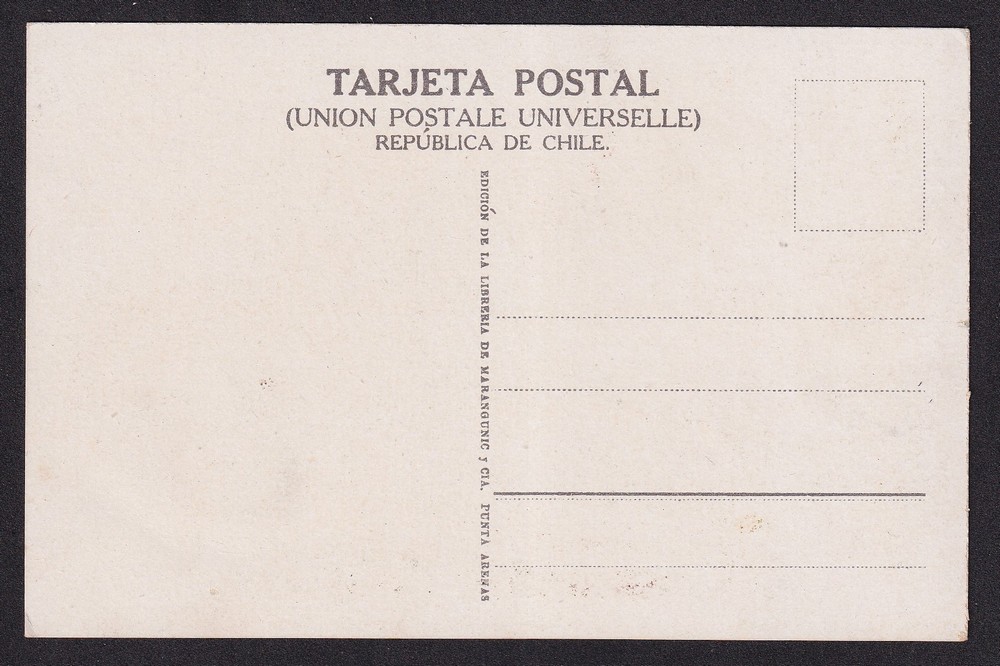 TARJETA POSTAL
(UNION POSTALE UNIVERSELLE)
REPÚBLICA DE CHILE.
EDICIÓN DE LA LIBRERIA DE MARANGUNIC y CIA. PUNTA ARENAS